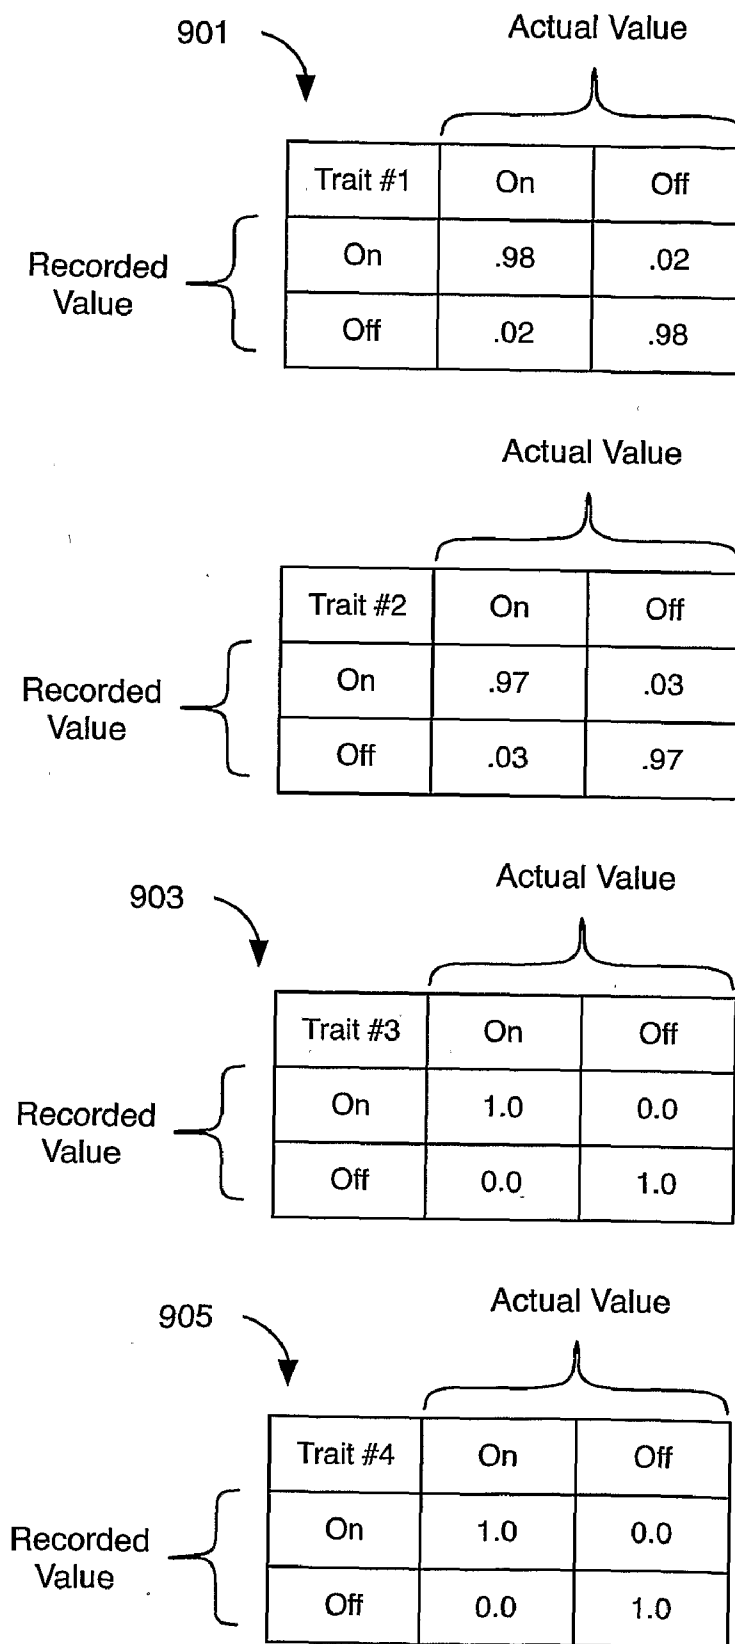 901
Actual Value
Trait #1 On Off
Recorded
Value
On .98 .02
Off .02 .98
Actual Value
Trait #2 On Off
Recorded
Value
On .97 .03
Off .03 .97
903
Actual Value
Trait #3 On Off
Recorded
Value
On 1.0 0.0
Off 0.0 1.0
905
Actual Value
Trait #4 On Off
Recorded
Value
On 1.0 0.0
Off 0.0 1.0